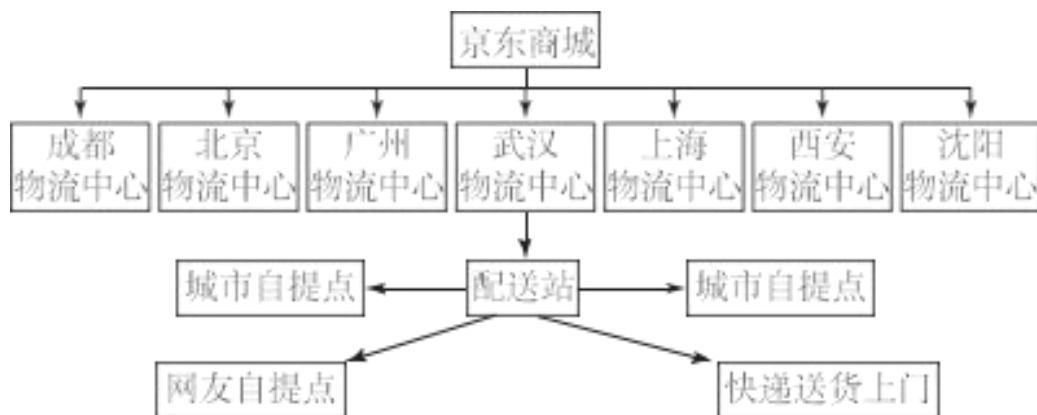 京东商城
成都
物流中心
北京
物流中心
广州
物流中心
武汉
物流中心
上海
物流中心
西安
物流中心
沈阳
物流中心
城市自提点
配送站
城市自提点
网友自提点
快递送货上门